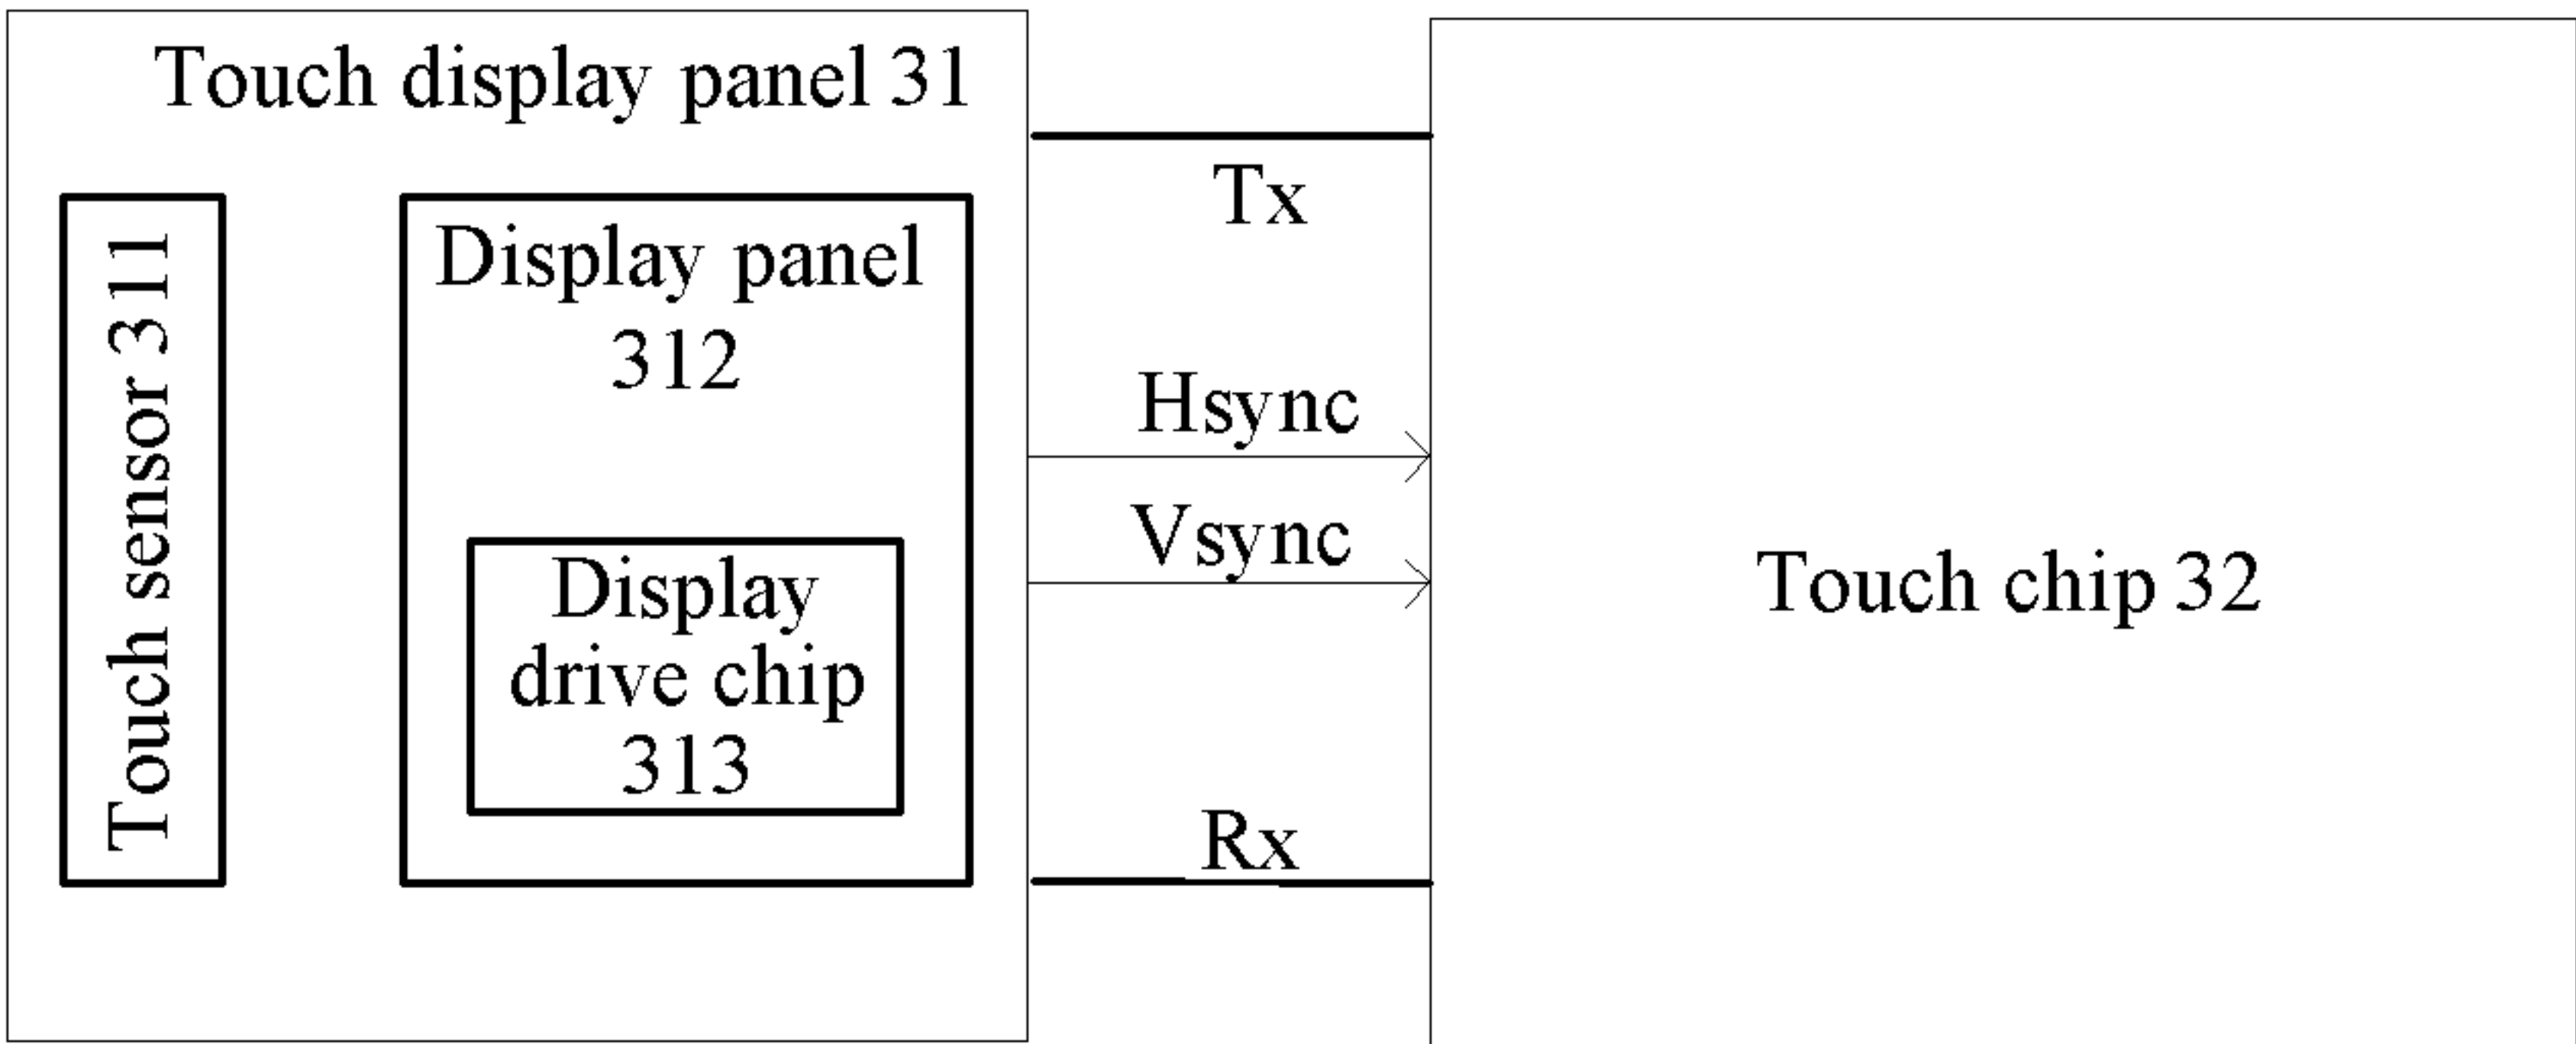 Touch display panel 31
Touch sensor 311
Display panel
312
Display
drive chip
313
Tx
Hsync
Vsync
Rx
Touch chip 32